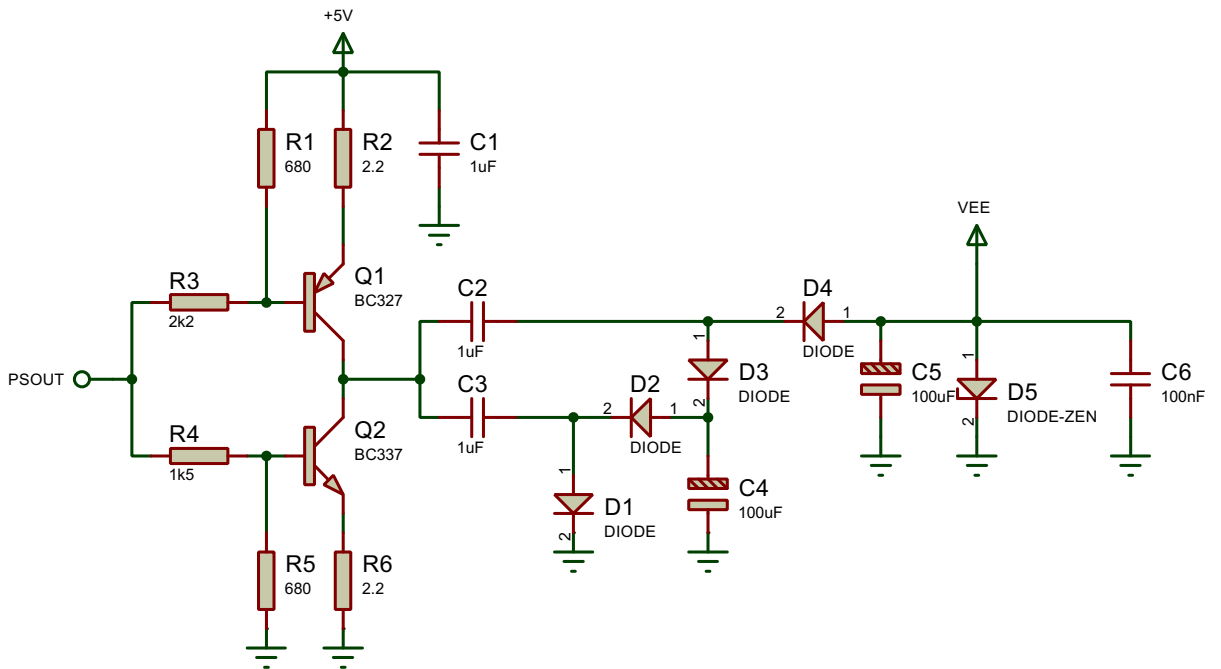 +5V
R1
680
R2
2.2
C1
1uF
VEE
R3
2k2
Q1
BC327
C2
1uF
2
D4
1
DIODE
PSOUT
1
D3
2
DIODE
C5
100uF
1
D5
2
DIODE-ZEN
C6
100nF
C3
1uF
2
D2
1
DIODE
R4
1k5
Q2
BC337
1
D1
2
DIODE
C4
100uF
R5
680
R6
2.2